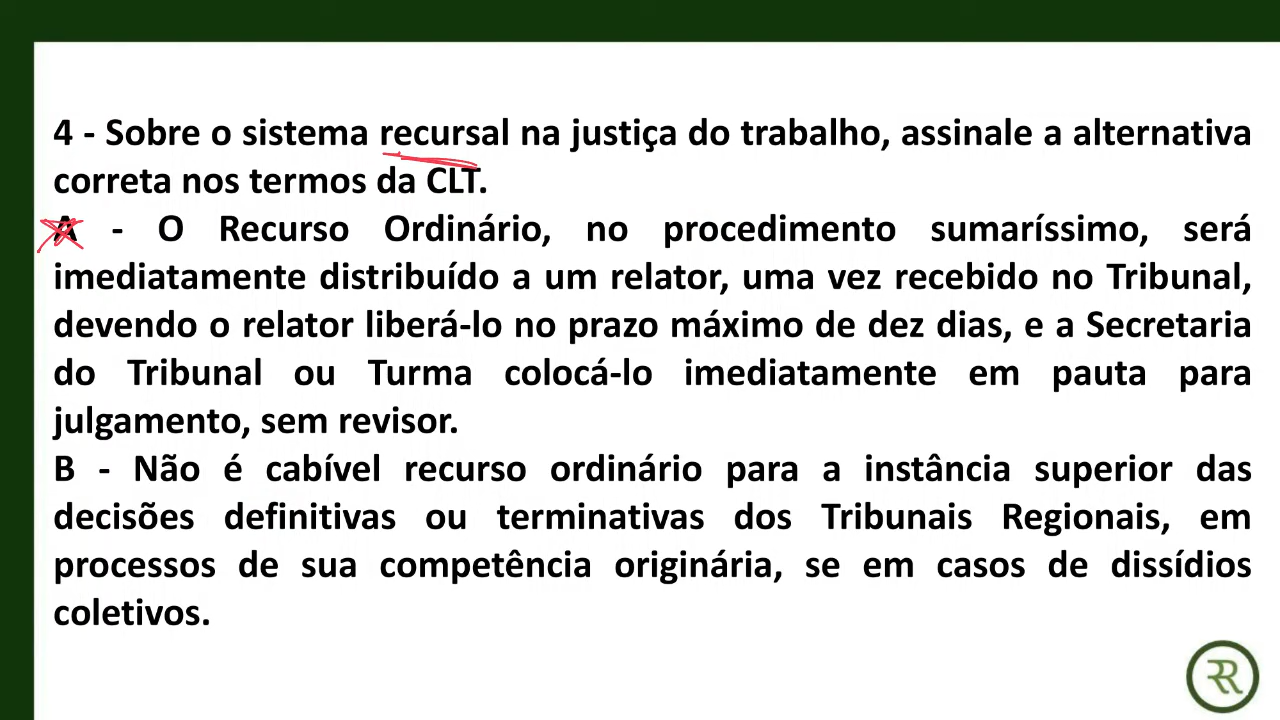 4 - Sobre o sistema recursal na justiça do trabalho, assinale a alternativa
correta nos termos da CLT.
A - O Recurso Ordinário, no procedimento sumaríssimo, será
imediatamente distribuído a um relator, uma vez recebido no Tribunal,
devendo o relator liberá-lo no prazo máximo de dez dias, e a Secretaria
do Tribunal ou Turma colocá-lo imediatamente em pauta para
julgamento, sem revisor.
B - Não é cabível recurso ordinário para a instância superior das
decisões definitivas ou terminativas dos Tribunais Regionais, em
processos de sua competência originária, se em casos de dissídios
coletivos.
RR